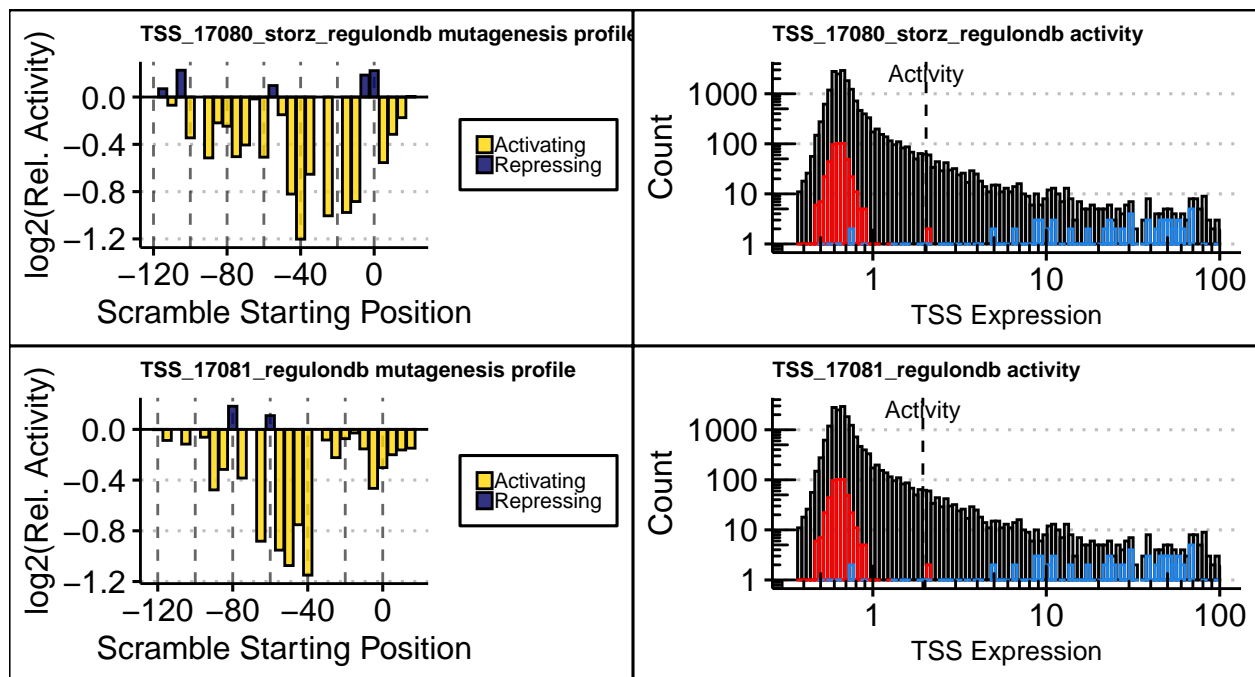 TSS_17080_storz_regulondb mutagenesis profile
log2(Rel. Activity)
0.0
−0.4
−0.8
−1.2
−120 −80 −40 0
Scramble Starting Position
Activating
Repressing
TSS_17080_storz_regulondb activity
Activity
Count
1000
100
10
1
1 10 100
TSS Expression
TSS_17081_regulondb mutagenesis profile
log2(Rel. Activity)
0.0
−0.4
−0.8
−1.2
−120 −80 −40 0
Scramble Starting Position
Activating
Repressing
TSS_17081_regulondb activity
Activity
Count
1000
100
10
1
1 10 100
TSS Expression